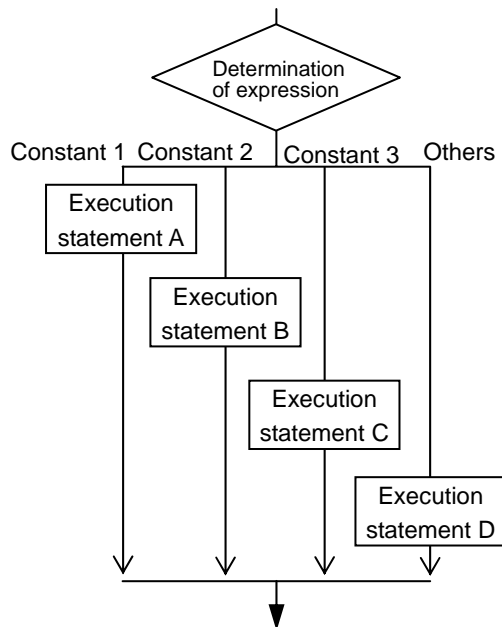 Determination
of expression
Constant 1 Constant 2 Constant 3 Others
Execution
statement A
Execution
statement B
Execution
statement C
Execution
statement D